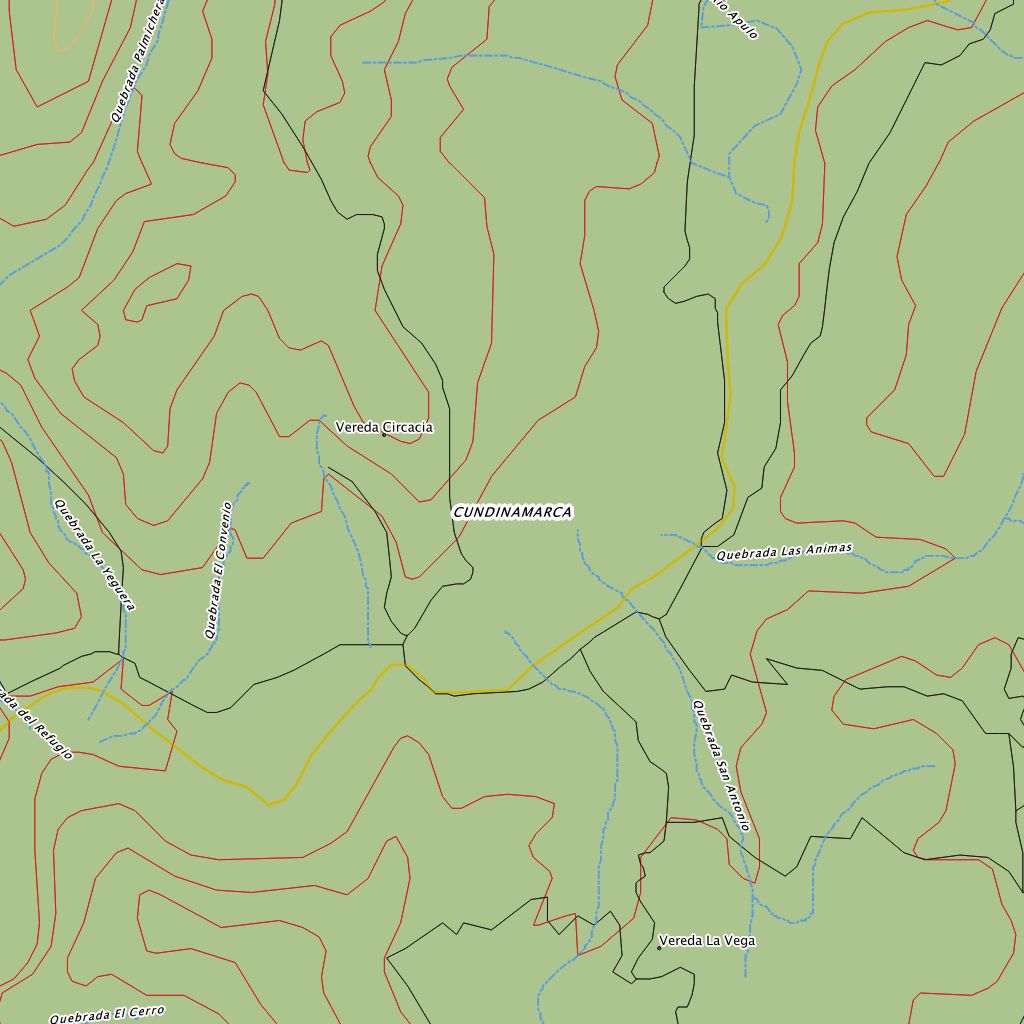 Quebrada Palmichera
Río Apulo
Vereda Circacia
CUNDINAMARCA
Quebrada La Yeguera
Quebrada El Convenio
Quebrada Las Animas
rada del Refugio
Quebrada San Antonio
Vereda La Vega
Quebrada El Cerro